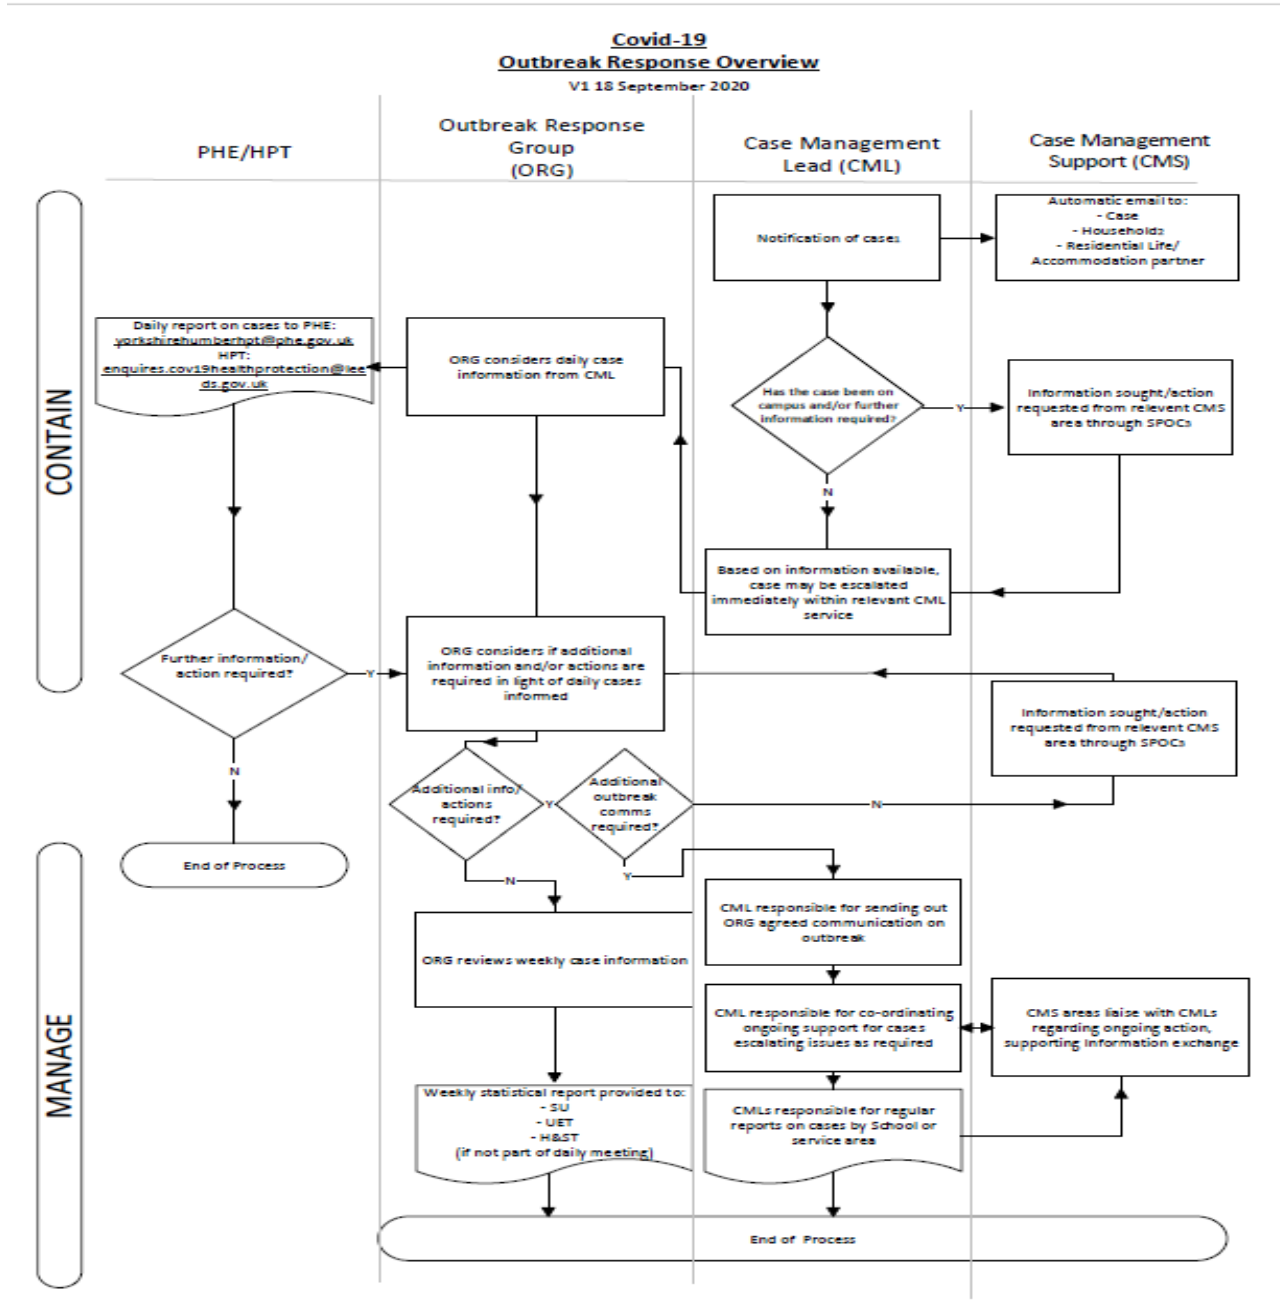 Covid-19
Outbreak Response Overview
V1 18 September 2020
PHE/HPT
Outbreak Response
Group
(ORG)
Case Management
Lead (CML)
Case Management
Support (CMS)
CONTAIN
Notification of cases1
Automatic email to:
- Case
- Household2
- Residential Life/
Accommodation partner
Daily report on cases to PHE:
yorkshirehumberhpt@phe.gov.uk
HPT:
enquires.cov19healthprotection@lee
ds.gov.uk
ORG considers daily case
information from CML
Has the case been on
campus and/or further
information required?
Y
Information sought/action
requested from relevent CMS
area through SPOC3
N
Based on information available,
case may be escalated
immediately within relevant CML
service
Further information/
action required?
Y
ORG considers if additional
information and/or actions are
required in light of daily cases
informed
Information sought/action
requested from relevent CMS
area through SPOC3
N
Additional info/
actions
required?
Y
Additional
outbreak
comms
required?
N
End of Process
MANAGE
N
Y
CML responsible for sending out
ORG agreed communication on
outbreak
ORG reviews weekly case information
CML responsible for co-ordinating
ongoing support for cases
escalating issues as required
CMS areas liaise with CMLs
regarding ongoing action,
supporting Information exchange
Weekly statistical report provided to:
- SU
- UET
- H&ST
(if not part of daily meeting)
CMLs responsible for regular
reports on cases by School or
service area
End of Process